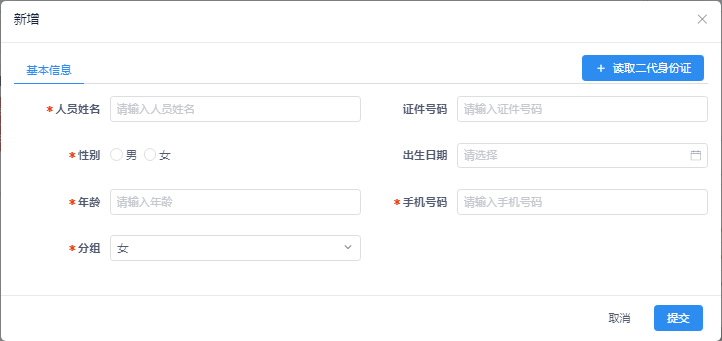 新增
基本信息
+ 读取二代身份证
* 人员姓名 请输入人员姓名 证件号码 请输入证件号码
* 性别 男 女 出生日期 请选择
* 年龄 请输入年龄 * 手机号码 请输入手机号码
* 分组 女
取消 提交